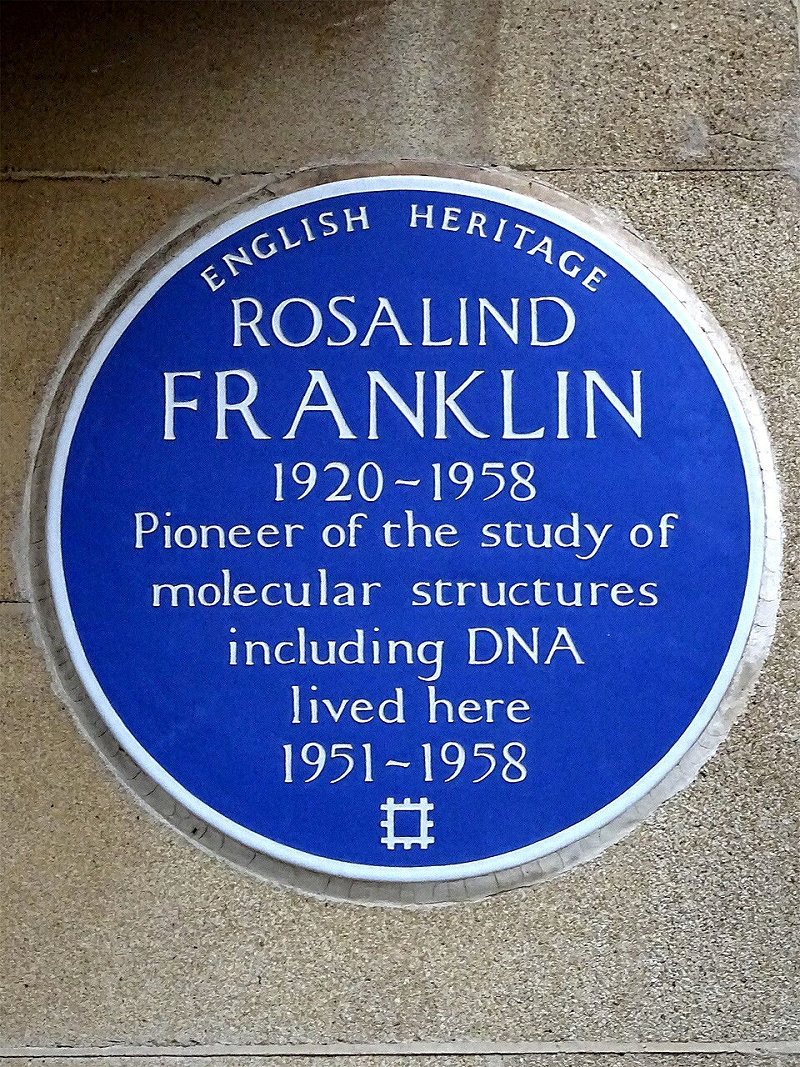 ENGLISH HERITAGE
ROSALIND
FRANKLIN
1920~1958
Pioneer of the study of
molecular structures
including DNA
lived here
1951~1958